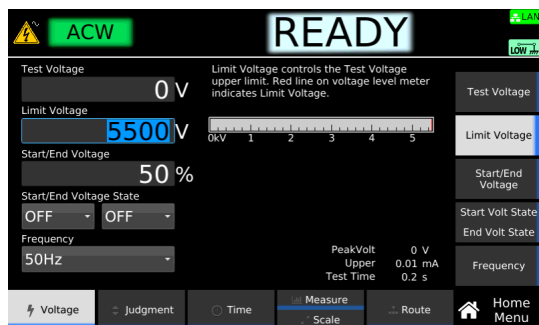 ACW
READY
LAN
LOW
Test Voltage
0 V
Limit Voltage
5500 V
Start/End Voltage
50 %
Start/End Voltage State
OFF OFF
Frequency
50Hz
Limit Voltage controls the Test Voltage
upper limit. Red line on voltage level meter
indicates Limit Voltage.
0kV 1 2 3 4 5
PeakVolt 0 V
Upper 0.01 mA
Test Time 0.2 s
Test Voltage
Limit Voltage
Start/End
Voltage
Start Volt State
End Volt State
Frequency
Voltage
Judgment
Time
Measure
Scale
Route
Home
Menu